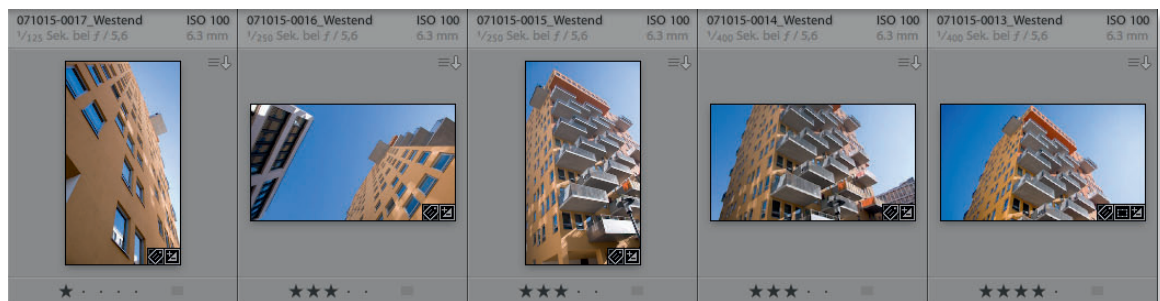 071015-0017_Westend ISO 100
1/125 Sek. bei ƒ / 5,6 6.3 mm
071015-0016_Westend ISO 100
1/250 Sek. bei ƒ / 5,6 6.3 mm
071015-0015_Westend ISO 100
1/250 Sek. bei ƒ / 5,6 6.3 mm
071015-0014_Westend ISO 100
1/400 Sek. bei ƒ / 5,6 6.3 mm
071015-0013_Westend ISO 100
1/400 Sek. bei ƒ / 5,6 6.3 mm